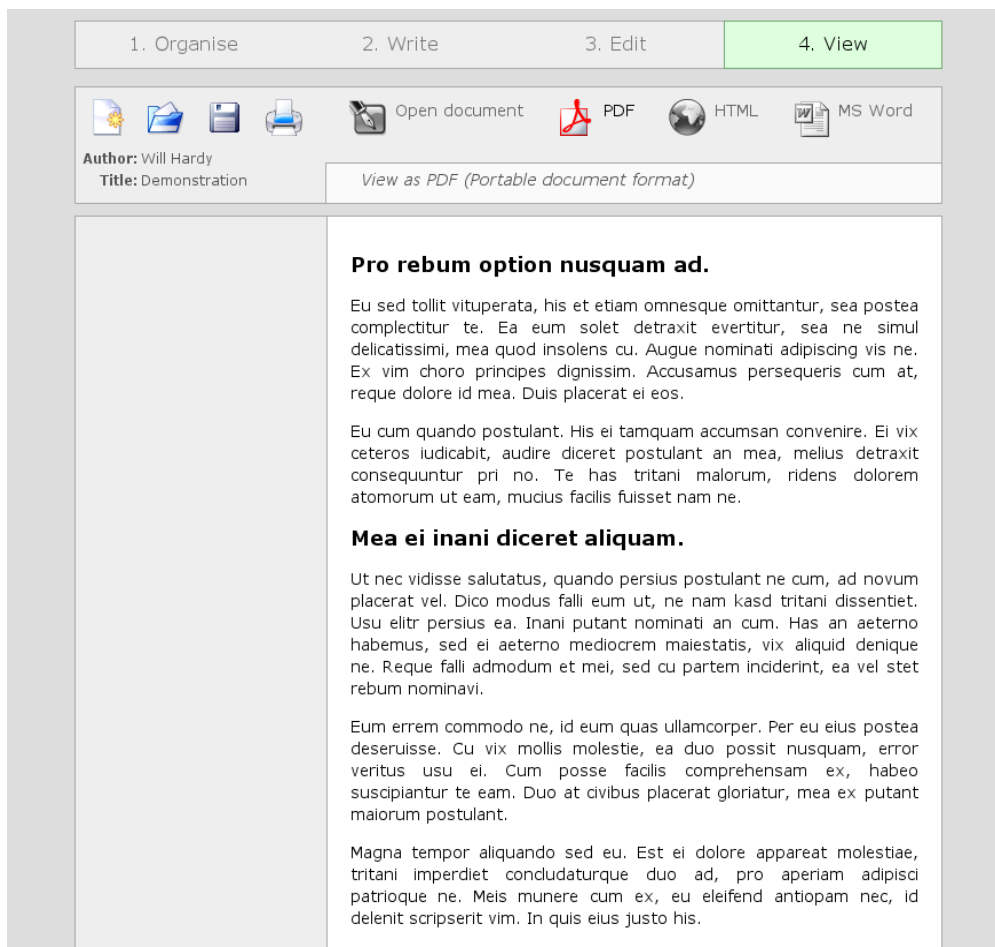 1. Organise 2. Write 3. Edit 4. View
Open document PDF HTML MS Word
Author: Will Hardy
Title: Demonstration
View as PDF (Portable document format)
Pro rebum option nusquam ad.
Eu sed tollit vituperata, his et etiam omnesque omittantur, sea postea
complectitur te. Ea eum solet detraxit evertitur, sea ne simul
delicatissimi, mea quod insolens cu. Augue nominati adipiscing vis ne.
Ex vim choro principes dignissim. Accusamus persequeris cum at,
reque dolore id mea. Duis placerat ei eos.
Eu cum quando postulant. His ei tamquam accumsan convenire. Ei vix
ceteros iudicabit, audire diceret postulant an mea, melius detraxit
consequuntur pri no. Te has tritani malorum, ridens dolorem
atomorum ut eam, mucius facilis fuisset nam ne.
Mea ei inani diceret aliquam.
Ut nec vidisse salutatus, quando persius postulant ne cum, ad novum
placerat vel. Dico modus falli eum ut, ne nam kasd tritani dissentiet.
Usu elitr persius ea. Inani putant nominati an cum. Has an aeterno
habemus, sed ei aeterno mediocrem maiestatis, vix aliquid denique
ne. Reque falli admodum et mei, sed cu partem inciderint, ea vel stet
rebum nominavi.
Eum errem commodo ne, id eum quas ullamcorper. Per eu eius postea
deseruisse. Cu vix mollis molestie, ea duo possit nusquam, error
veritus usu ei. Cum posse facilis comprehensam ex, habeo
suscipiantur te eam. Duo at civibus placerat gloriatur, mea ex putant
maiorum postulant.
Magna tempor aliquando sed eu. Est ei dolore appareat molestiae,
tritani imperdiet concludaturque duo ad, pro aperiam adipisci
patrioque ne. Meis munere cum ex, eu eleifend antiopam nec, id
delenit scripserit vim. In quis eius justo his.